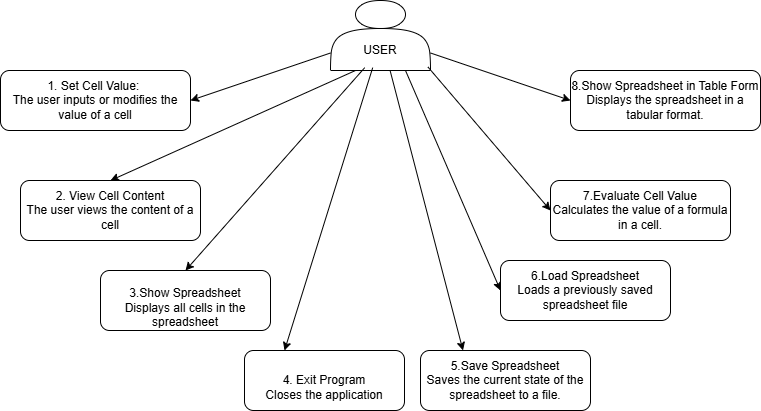 USER
1. Set Cell Value:
The user inputs or modifies the
value of a cell
2. View Cell Content
The user views the content of a
cell
3.Show Spreadsheet
Displays all cells in the
spreadsheet
4. Exit Program
Closes the application
5.Save Spreadsheet
Saves the current state of the
spreadsheet to a file.
6.Load Spreadsheet
Loads a previously saved
spreadsheet file
7.Evaluate Cell Value
Calculates the value of a formula
in a cell.
8.Show Spreadsheet in Table Form
Displays the spreadsheet in a
tabular format.